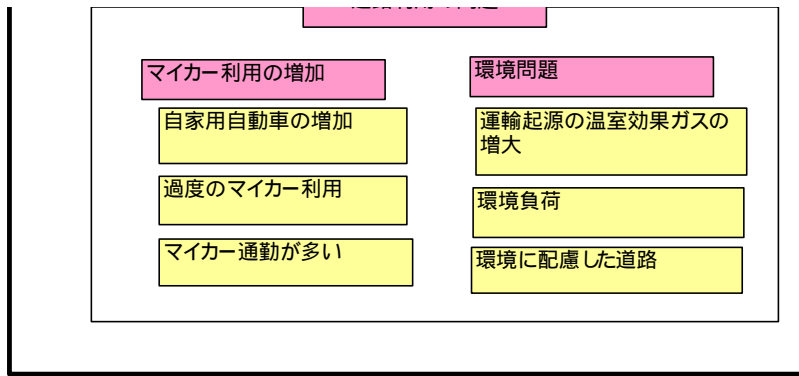 マイカー利用の増加
自家用自動車の増加
過度のマイカー利用
マイカー通勤が多い
環境問題
運輸起源の温室効果ガスの
増大
環境負荷
環境に配慮した道路